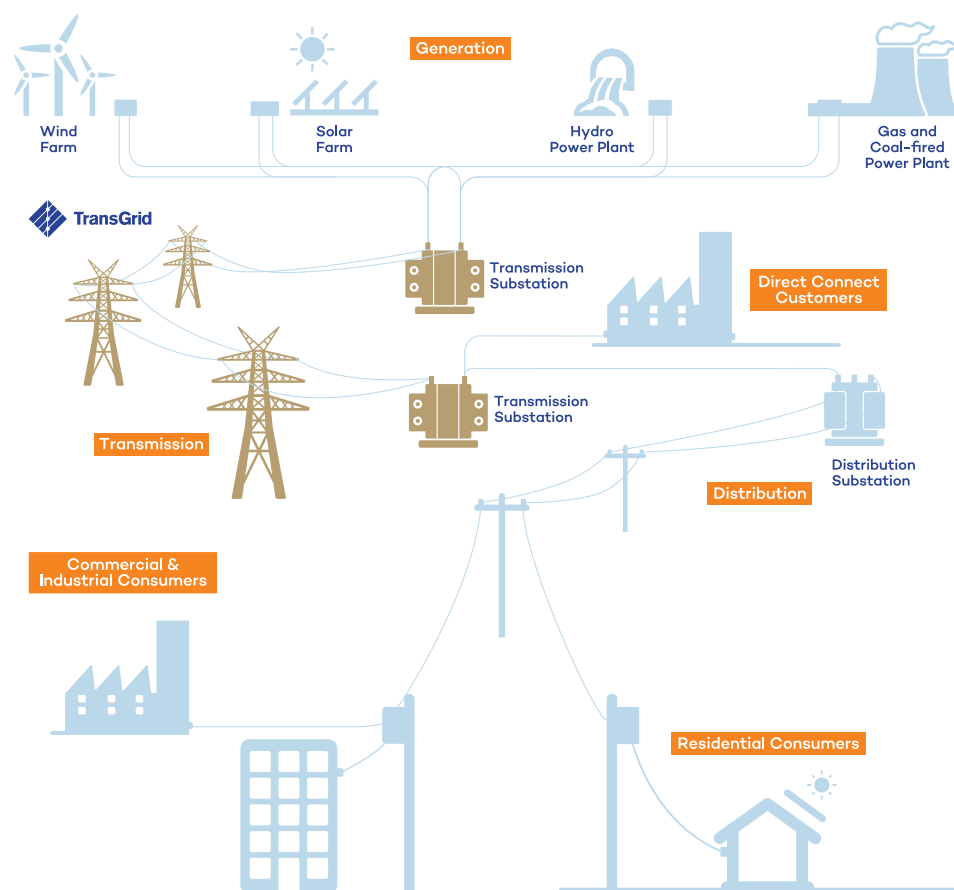 Generation
Wind
Farm
Solar
Farm
Hydro
Power Plant
Gas and
Coal-fired
Power Plant
TransGrid
Transmission
Substation
Direct Connect
Customers
Transmission
Substation
Transmission
Distribution
Substation
Distribution
Commercial &
Industrial Consumers
Residential Consumers